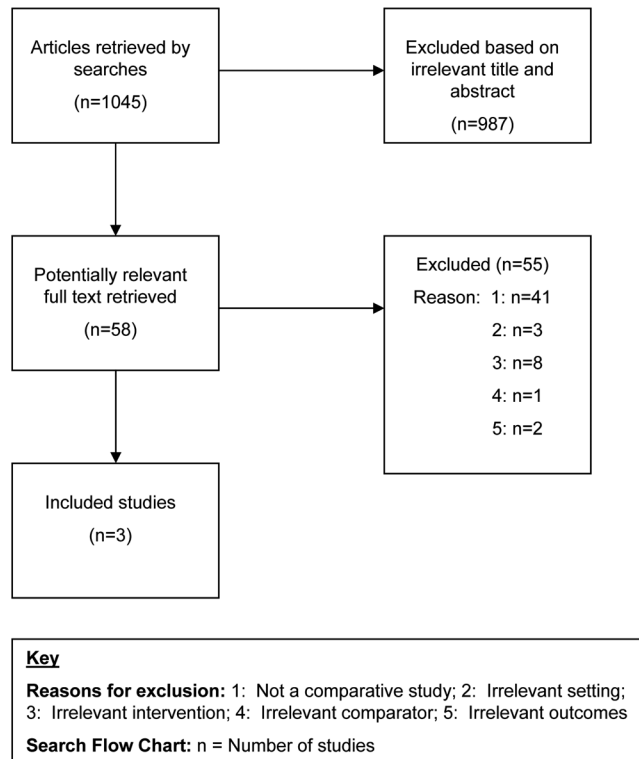 Articles retrieved by
searches
(n=1045)
Excluded based on
irrelevant title and
abstract
(n=987)
Potentially relevant
full text retrieved
(n=58)
Excluded (n=55)
Reason: 1: n=41
2: n=3
3: n=8
4: n=1
5: n=2
Included studies
(n=3)
Key
Reasons for exclusion: 1: Not a comparative study; 2: Irrelevant setting;
3: Irrelevant intervention; 4: Irrelevant comparator; 5: Irrelevant outcomes
Search Flow Chart: n = Number of studies